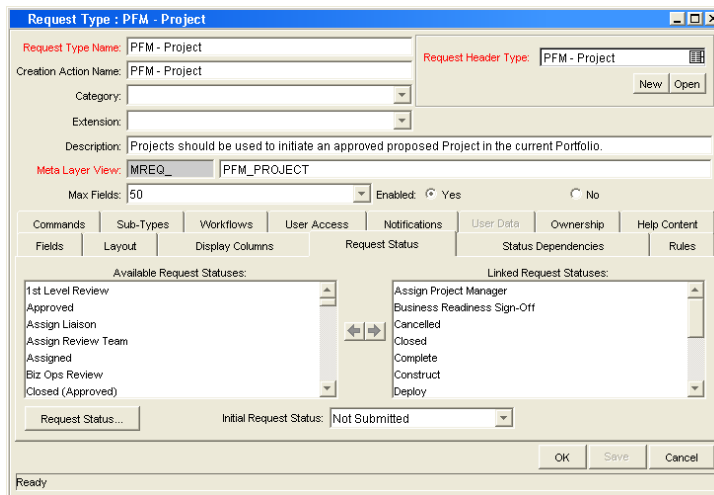 Request Type : PFM - Project
Request Type Name: PFM - Project
Request Header Type: PFM - Project
Creation Action Name: PFM - Project
New Open
Category:
Extension:
Description: Projects should be used to initiate an approved proposed Project in the current Portfolio.
Meta Layer View: MREQ_ PFM_PROJECT
Max Fields: 50 Enabled: Yes No
Commands Sub-Types Workflows User Access Notifications User Data Ownership Help Content
Fields Layout Display Columns Request Status Status Dependencies Rules
Available Request Statuses: Linked Request Statuses:
1st Level Review Assign Project Manager
Approved Business Readiness Sign-Off
Assign Liaison Cancelled
Assign Review Team Closed
Assigned Complete
Biz Ops Review Construct
Closed (Approved) Deploy
Request Status... Initial Request Status: Not Submitted
OK Save Cancel
Ready